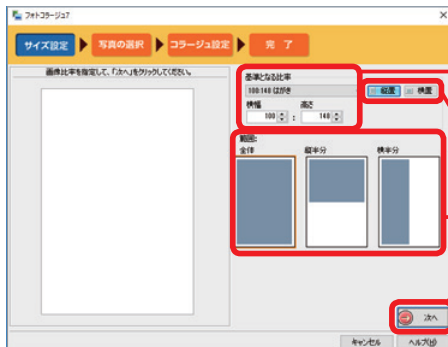 フォトコラージュ7
サイズ設定 写真の選択 コラージュ設定 完 了
画像比率を指定して、「次へ」をクリックしてください。
基準となる比率
100:148 はがき
縦置 横置
横幅 高さ
100 : 148
範囲:
全体 縦半分 横半分
次へ
キャンセル ヘルプ(H)